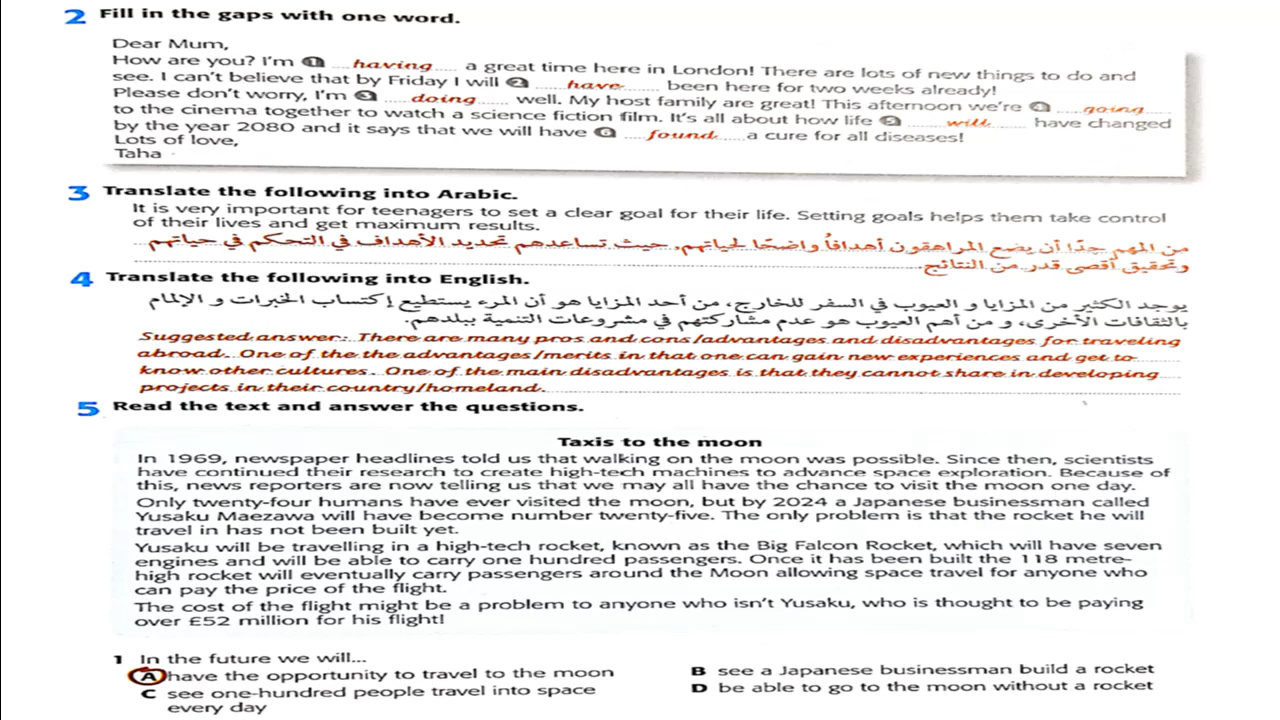 2 Fill in the gaps with one word.
Dear Mum,
How are you? I'm 1 having a great time here in London! There are lots of new things to do and
see. I can't believe that by Friday I will 2 have been here for two weeks already!
Please don't worry, I'm 3 doing well. My host family are great! This afternoon we're 4 going
to the cinema together to watch a science fiction film. It's all about how life 5 will have changed
by the year 2080 and it says that we will have 6 found a cure for all diseases!
Lots of love,
Taha
3 Translate the following into Arabic.
It is very important for teenagers to set a clear goal for their life. Setting goals helps them take control
of their lives and get maximum results.
من المهم جدًا أن يضع المراهقون أهدافاً واضحًا لحياتهم، حيث تساعدهم تحديد الأهداف في التحكم في حياتهم
وتحقيق أقصى قدر من النتائج.
4 Translate the following into English.
يوجد الكثير من المزايا و العيوب في السفر للخارج، من أحد المزايا هو أن المرء يستطيع إكتساب الخبرات و الإلمام
بالثقافات الأخرى، و من أهم العيوب هو عدم مشاركتهم في مشروعات التنمية ببلدهم.
Suggested answer: There are many pros and cons/advantages and disadvantages for traveling
abroad. One of the the advantages/merits in that one can gain new experiences and get to
know other cultures. One of the main disadvantages is that they cannot share in developing
projects in their country/homeland.
5 Read the text and answer the questions.
Taxis to the moon
In 1969, newspaper headlines told us that walking on the moon was possible. Since then, scientists
have continued their research to create high-tech machines to advance space exploration. Because of
this, news reporters are now telling us that we may all have the chance to visit the moon one day.
Only twenty-four humans have ever visited the moon, but by 2024 a Japanese businessman called
Yusaku Maezawa will have become number twenty-five. The only problem is that the rocket he will
travel in has not been built yet.
Yusaku will be travelling in a high-tech rocket, known as the Big Falcon Rocket, which will have seven
engines and will be able to carry one hundred passengers. Once it has been built the 118 metre-
high rocket will eventually carry passengers around the Moon allowing space travel for anyone who
can pay the price of the flight.
The cost of the flight might be a problem to anyone who isn't Yusaku, who is thought to be paying
over £52 million for his flight!
1 In the future we will...
A have the opportunity to travel to the moon
B see a Japanese businessman build a rocket
C see one-hundred people travel into space
every day
D be able to go to the moon without a rocket